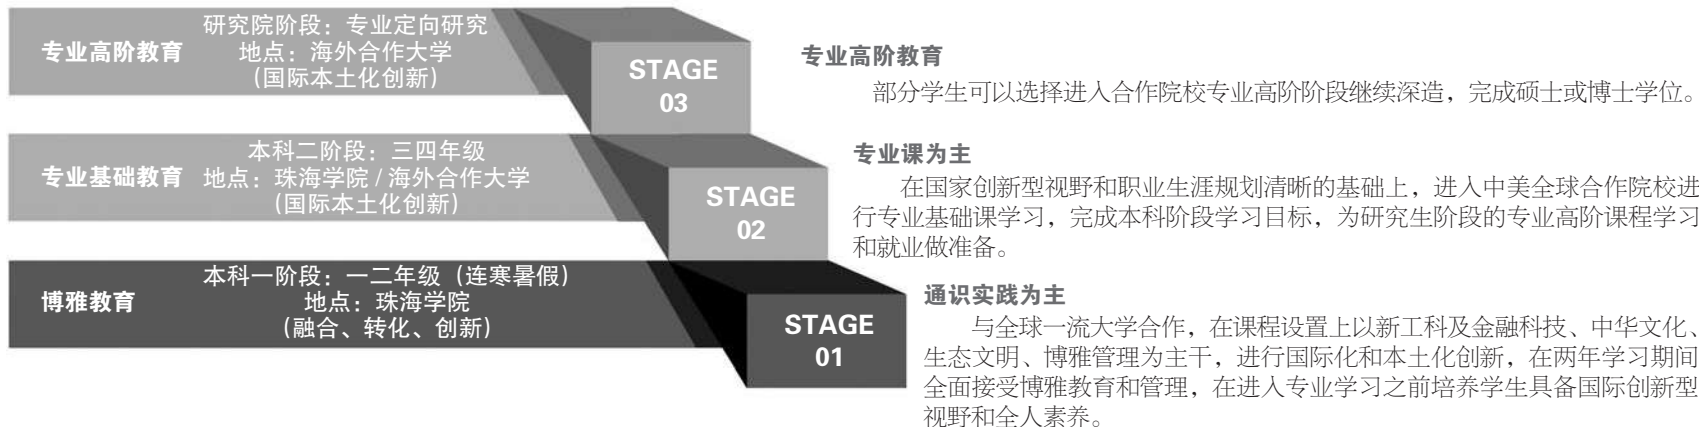 专业高阶教育
研究院阶段：专业定向研究
地点：海外合作大学
（国际本土化创新）
STAGE
03
专业高阶教育
部分学生可以选择进入合作院校专业高阶阶段继续深造，完成硕士或博士学位。
专业基础教育
本科二阶段：三四年级
地点：珠海学院 / 海外合作大学
（国际本土化创新）
STAGE
02
专业课为主
在国家创新型视野和职业生涯规划清晰的基础上，进入中美全球合作院校进
行专业基础课学习，完成本科阶段学习目标，为研究生阶段的专业高阶课程学习
和就业做准备。
博雅教育
本科一阶段：一二年级（连寒暑假）
地点：珠海学院
（融合、转化、创新）
STAGE
01
通识实践为主
与全球一流大学合作，在课程设置上以新工科及金融科技、中华文化、
生态文明、博雅管理为主干，进行国际化和本土化创新，在两年学习期间
全面接受博雅教育和管理，在进入专业学习之前培养学生具备国际创新型
视野和全人素养。